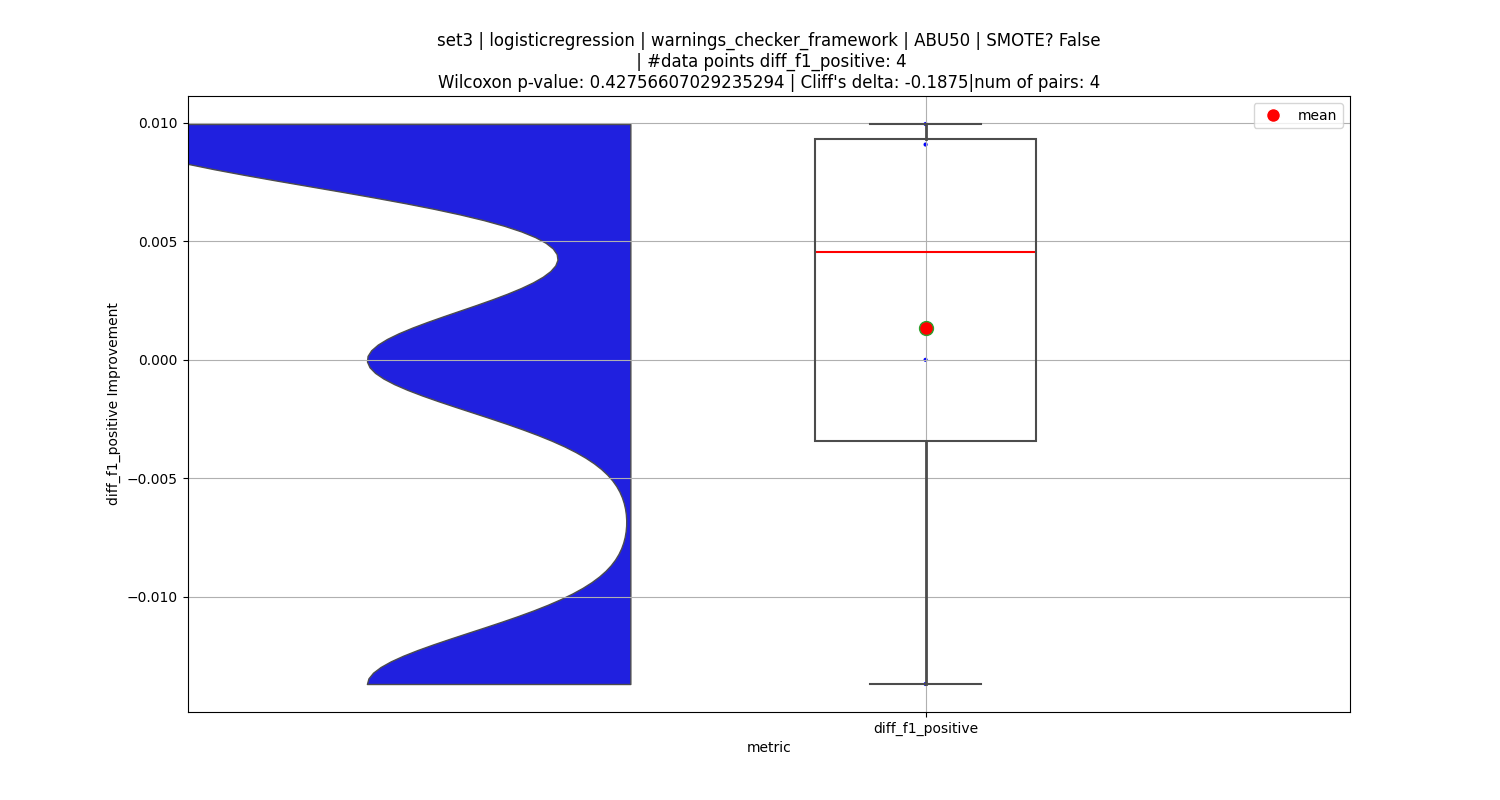 set3 | logisticregression | warnings_checker_framework | ABU50 | SMOTE? False
| #data points diff_f1_positive: 4
Wilcoxon p-value: 0.42756607029235294 | Cliff's delta: -0.1875|num of pairs: 4
mean
0.010
0.005
0.000
−0.005
−0.010
diff_f1_positive Improvement
diff_f1_positive
metric